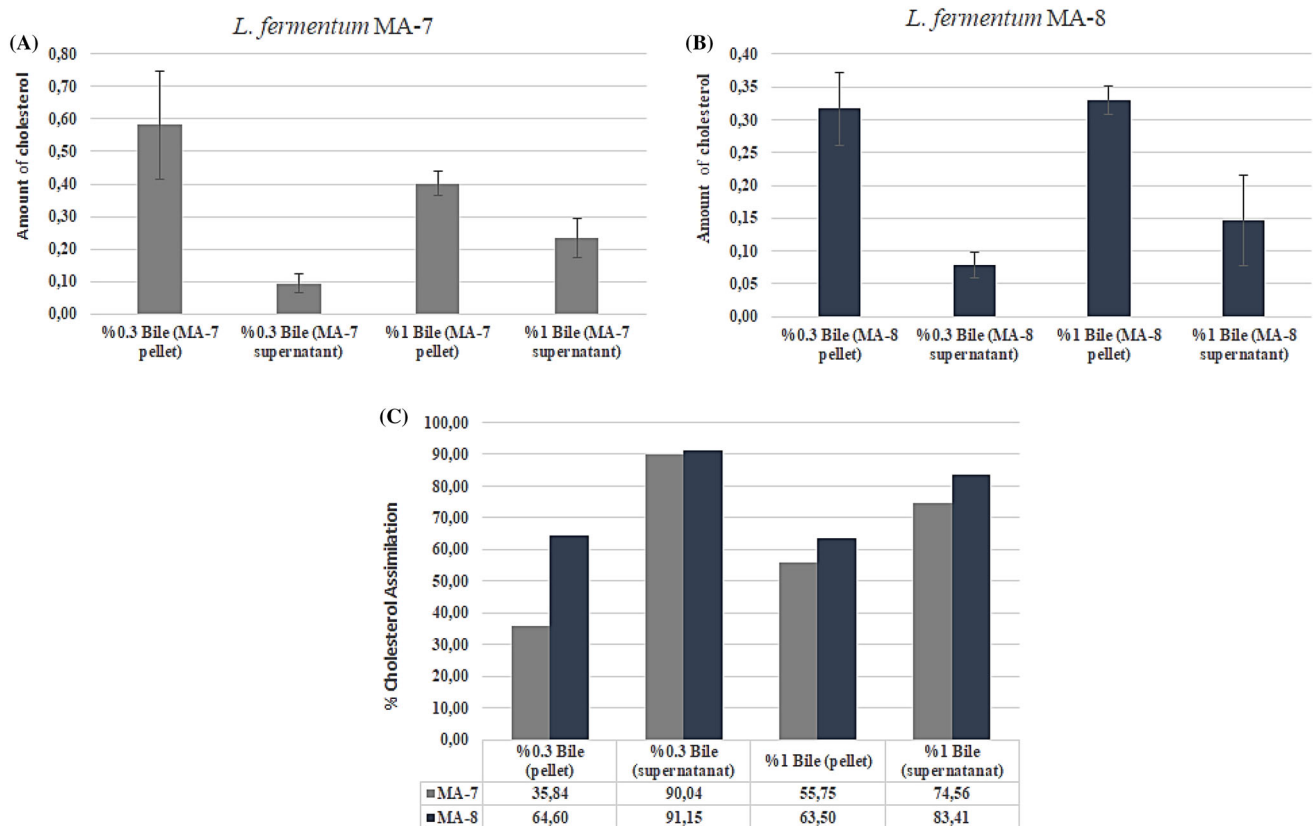 L. fermentum MA-7
(A)
Amount of cholesterol
0,80
0,70
0,60
0,50
0,40
0,30
0,20
0,10
0,00
%0.3 Bile (MA-7 pellet)
%0.3 Bile (MA-7 supernatant)
%1 Bile (MA-7 pellet)
%1 Bile (MA-7 supernatant)
L. fermentum MA-8
(B)
Amount of cholesterol
0,40
0,35
0,30
0,25
0,20
0,15
0,10
0,05
0,00
%0.3 Bile (MA-8 pellet)
%0.3 Bile (MA-8 supernatant)
%1 Bile (MA-8 pellet)
%1 Bile (MA-8 supernatant)
(C)
% Cholesterol Assimilation
100,00
90,00
80,00
70,00
60,00
50,00
40,00
30,00
20,00
10,00
0,00
%0.3 Bile (pellet)
%0.3 Bile (supernatanat)
%1 Bile (pellet)
%1 Bile (supernatanat)
MA-7 35,84 90,04 55,75 74,56
MA-8 64,60 91,15 63,50 83,41